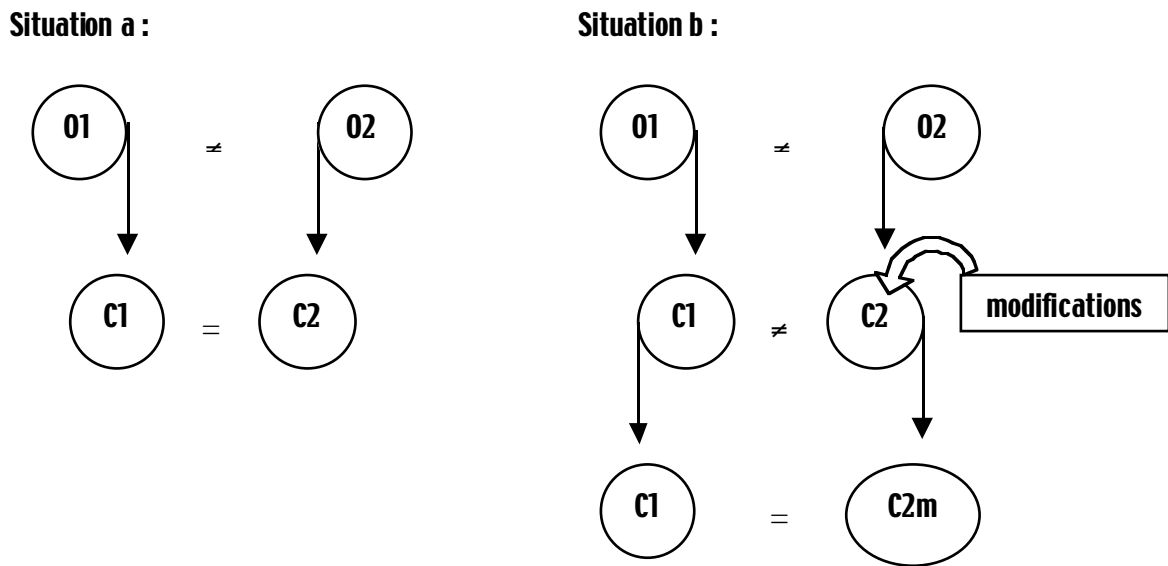 Situation a :
Situation b :
O1 ≠ O2
O1 ≠ O2
C1 = C2
C1 ≠ C2
modifications
C1 = C2m